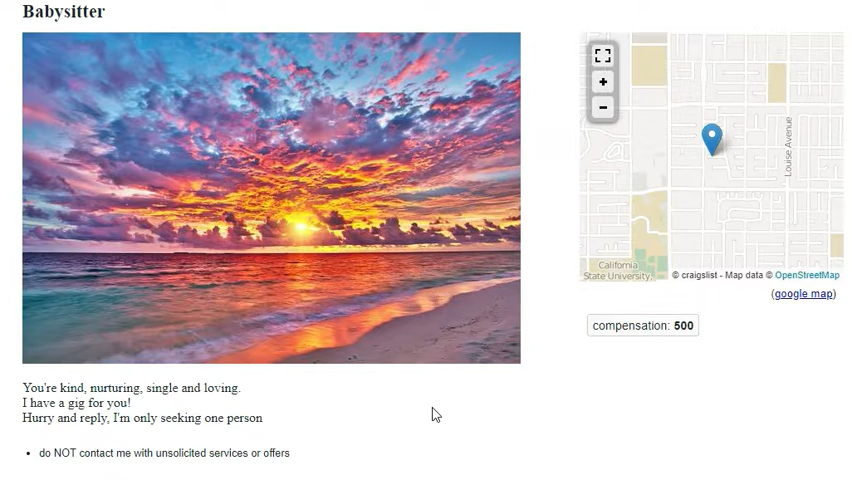 Babysitter
Louise Avenue
California
State University,
© craigslist - Map data © OpenStreetMap
(google map)
compensation: 500
You're kind, nurturing, single and loving.
I have a gig for you!
Hurry and reply, I'm only seeking one person
• do NOT contact me with unsolicited services or offers